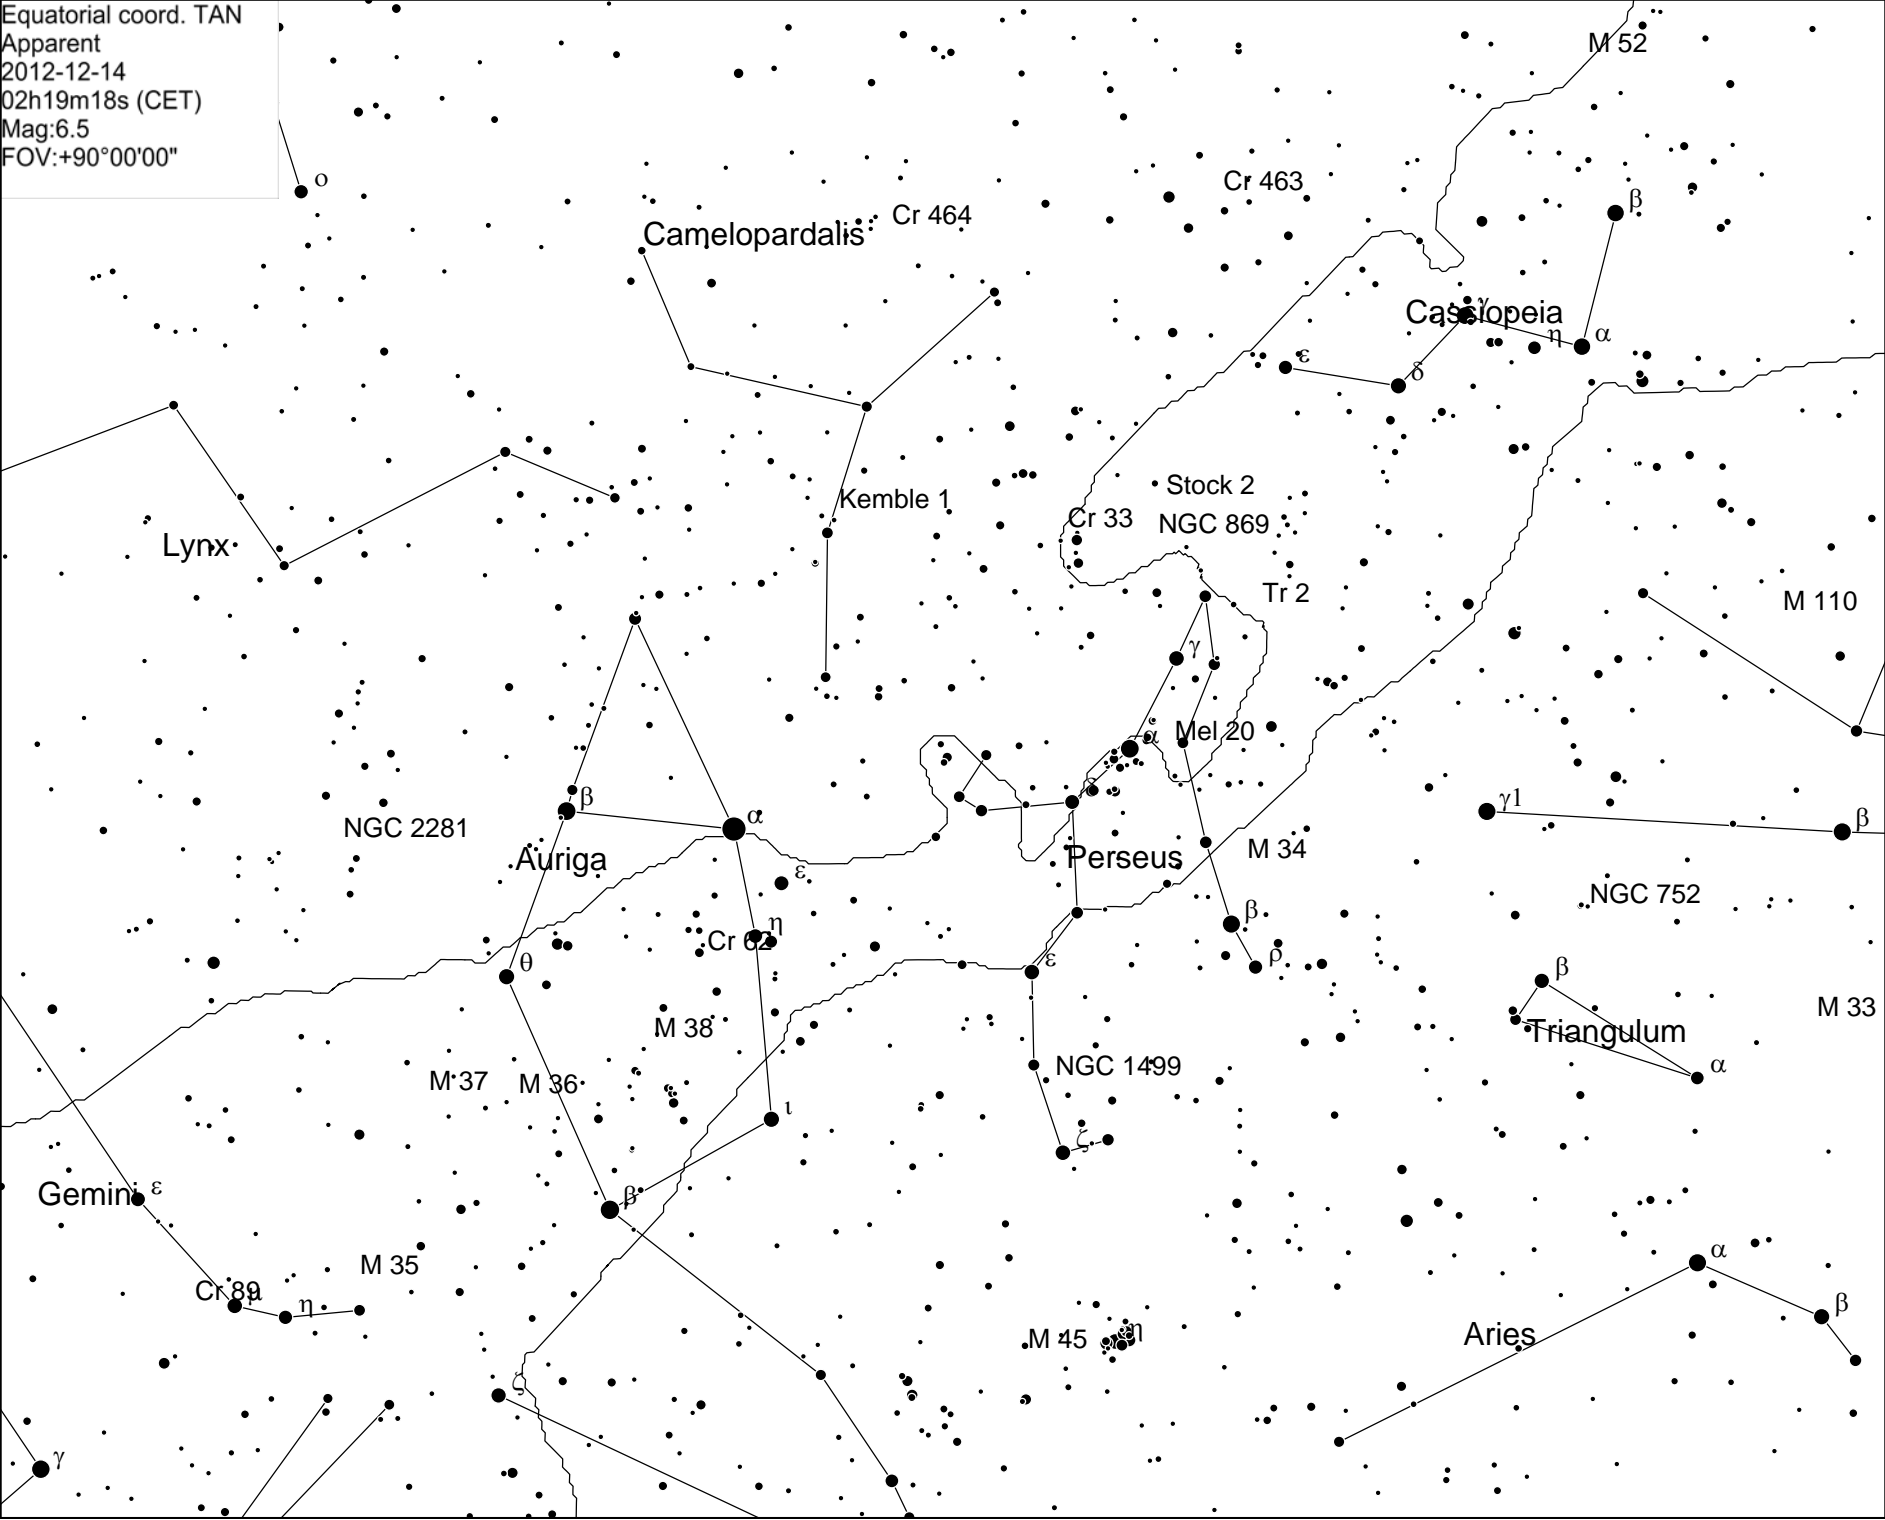 Equatorial coord. TAN
Apparent
2012-12-14
02h19m18s (CET)
Mag:6.5
FOV:+90°00'00"
M 52
ο
Cr 463
β
Cr 464
Camelopardalis
γ
Cassiopeia
η
α
ε
δ
Stock 2
Kemble 1
Cr 33
NGC 869
Lynx
Tr 2
M 110
γ
α
Mel 20
β
γ1
α
β
NGC 2281
δ
M 34
Auriga
Perseus
ε
NGC 752
β
η
Cr 62
θ
ε
ρ
β
M 33
M 38
Triangulum
NGC 1499
α
M 37
M 36
ι
ζ
Gemini
ε
β
α
M 35
Cr 89
μ
η
β
M 45
η
Aries
ζ
γ